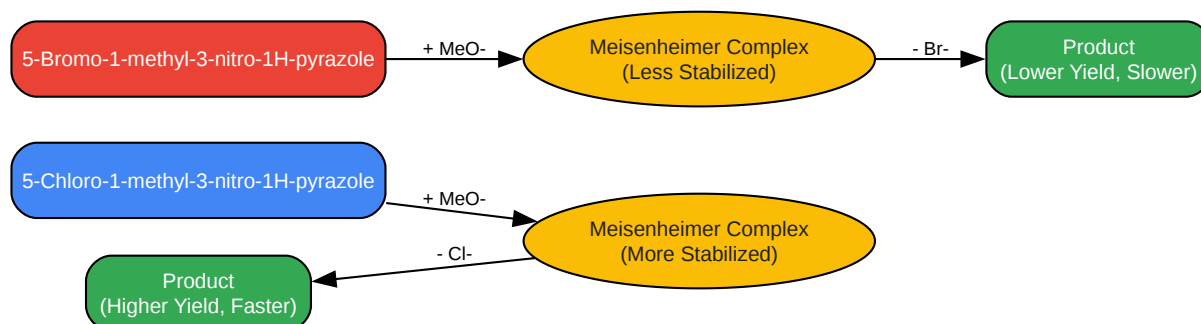 5-Bromo-1-methyl-3-nitro-1H-pyrazole
+ MeO-
Meisenheimer Complex
(Less Stabilized)
- Br-
Product
(Lower Yield, Slower)
5-Chloro-1-methyl-3-nitro-1H-pyrazole
+ MeO-
Meisenheimer Complex
(More Stabilized)
- Cl-
Product
(Higher Yield, Faster)